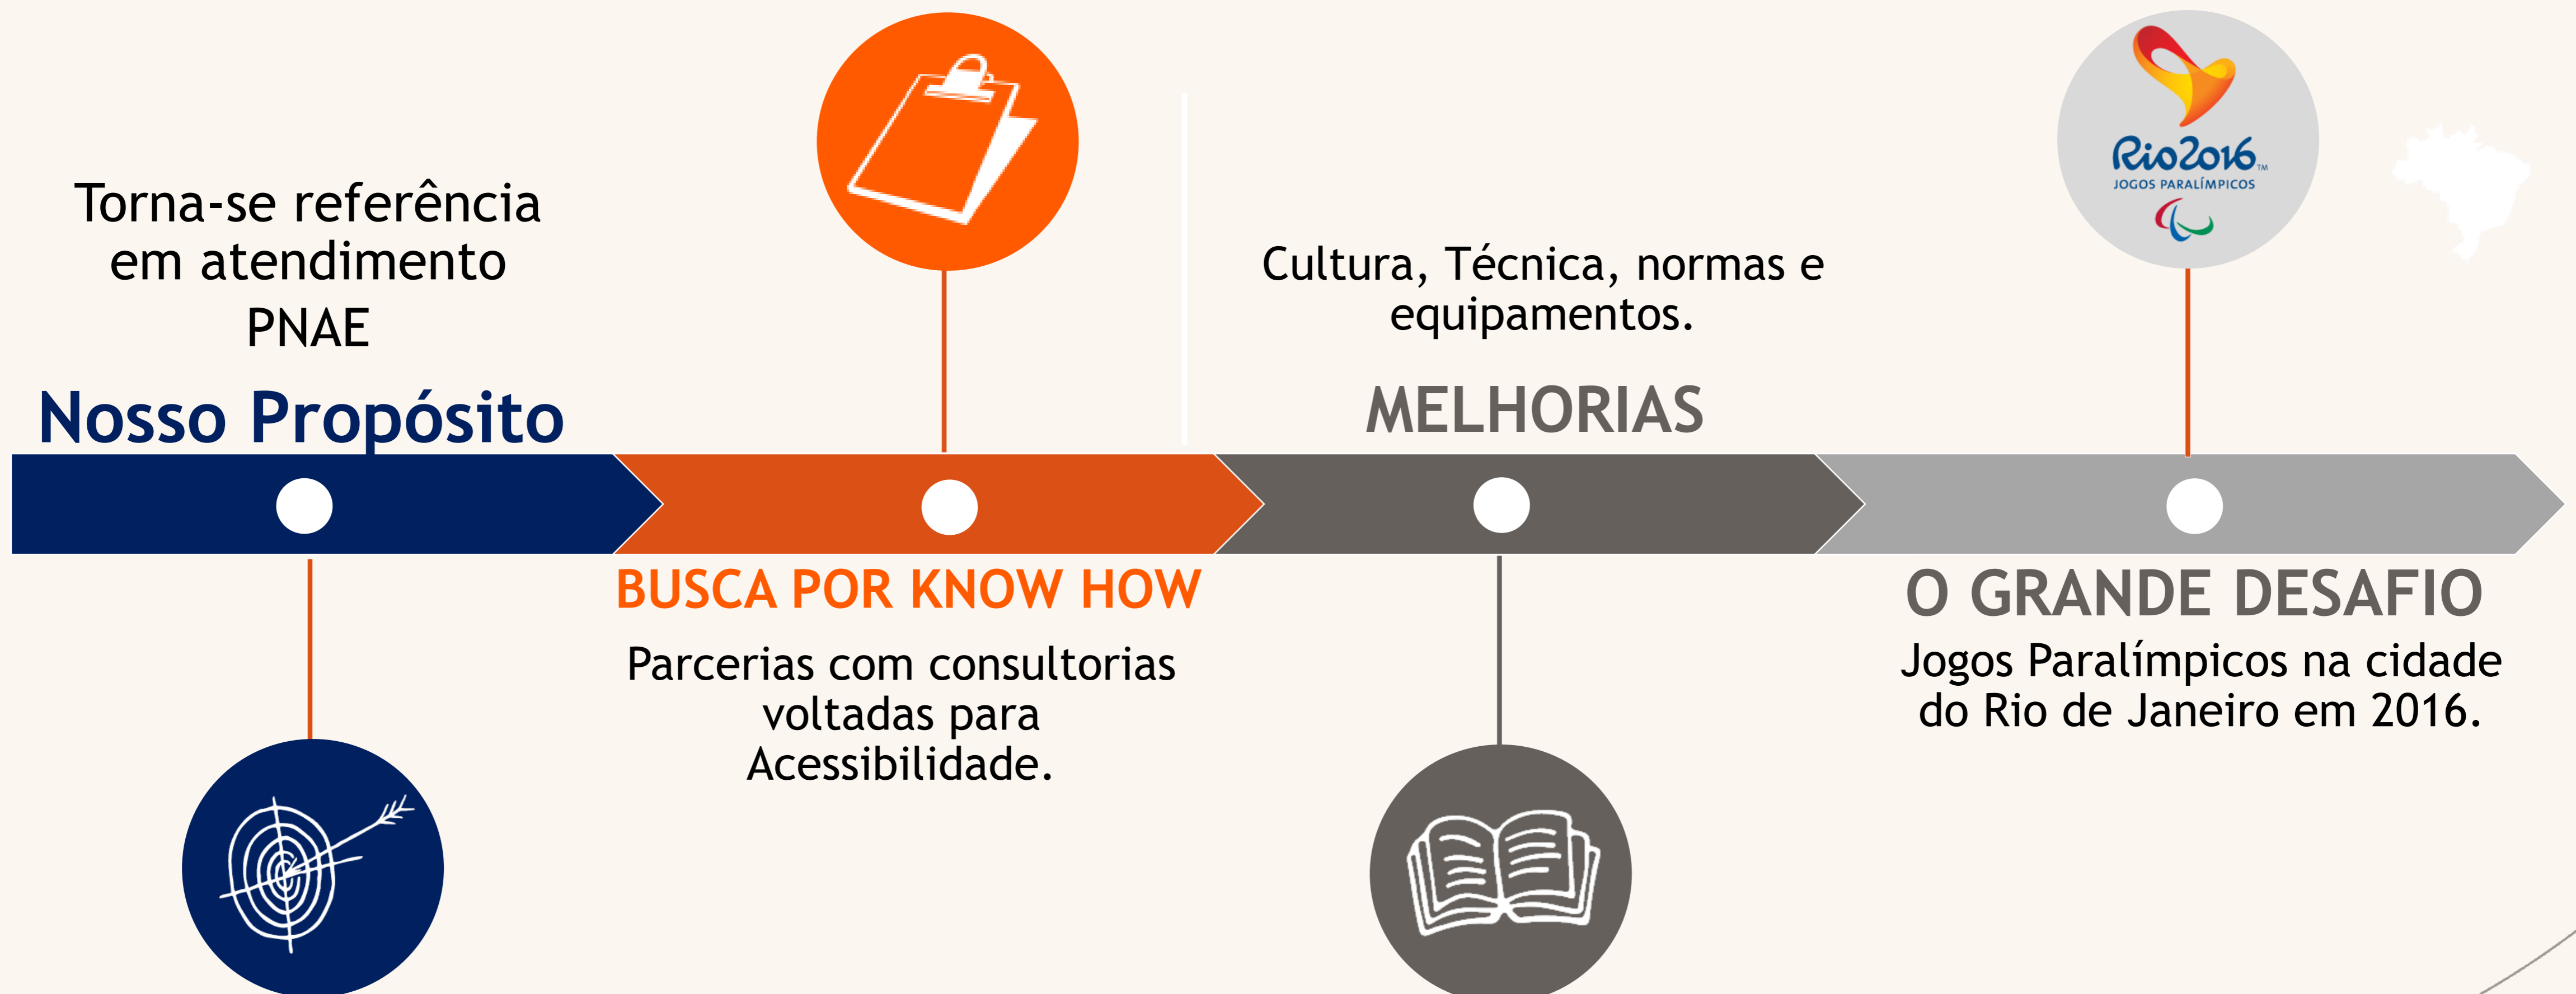 Torna-se referência
em atendimento
PNAE
Nosso Propósito
BUSCA POR KNOW HOW
Parcerias com consultorias
voltadas para
Acessibilidade.
Cultura, Técnica, normas e
equipamentos.
MELHORIAS
Rio2016™
JOGOS PARALÍMPICOS
O GRANDE DESAFIO
Jogos Paralímpicos na cidade
do Rio de Janeiro em 2016.